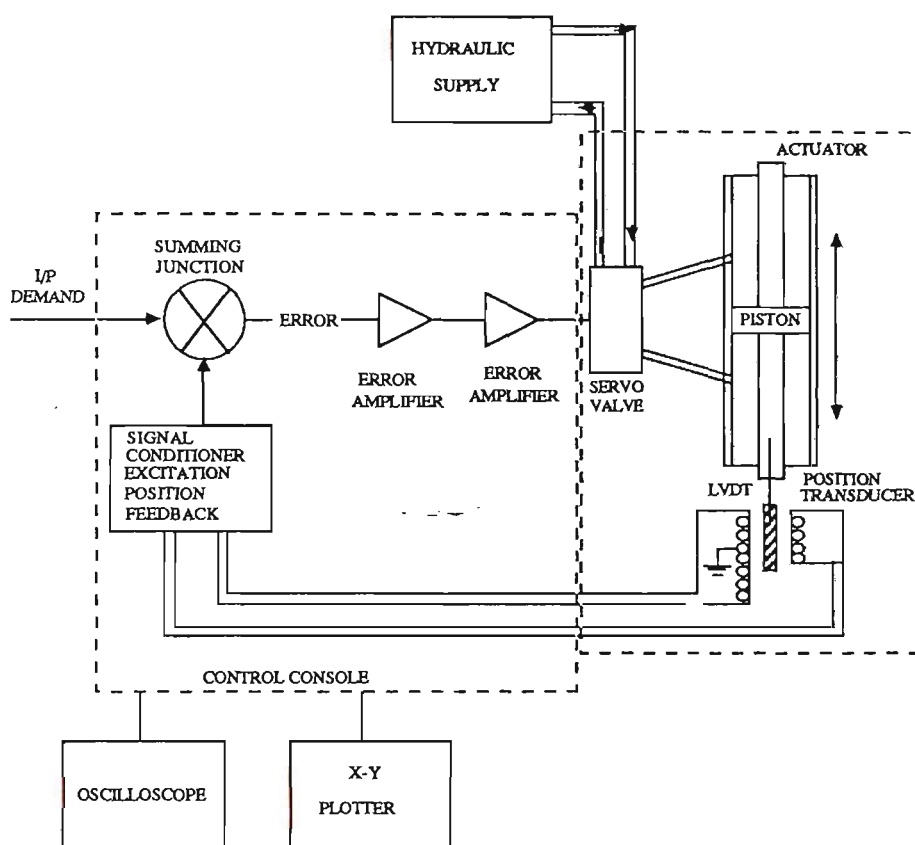 HYDRAULIC
SUPPLY
ACTUATOR
SUMMING
JUNCTION
I/P
DEMAND
ERROR
PISTON
ERROR
AMPLIFIER
ERROR
AMPLIFIER
SERVO
VALVE
SIGNAL
CONDITIONER
EXCITATION
POSITION
FEEDBACK
LVDT
POSITION
TRANSDUCER
CONTROL CONSOLE
OSCILLOSCOPE
X-Y
PLOTTER